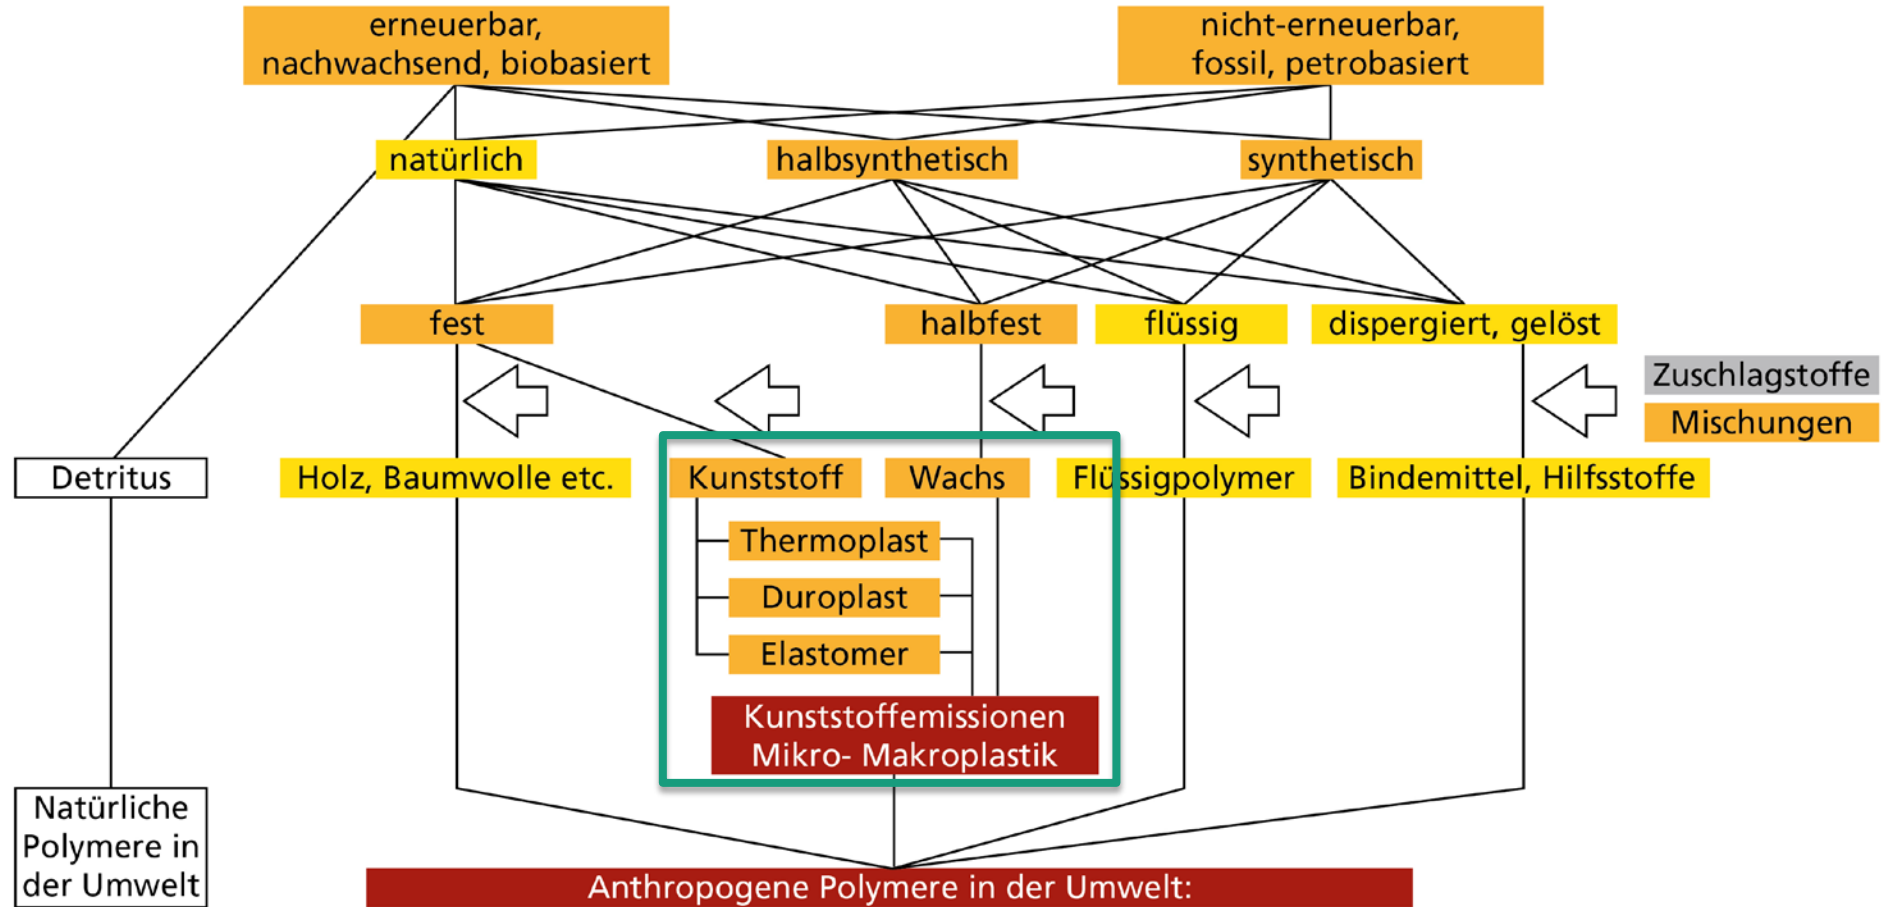 erneuerbar,
nachwachsend, biobasiert
nicht-erneuerbar,
fossil, petrobasiert
natürlich
halbsynthetisch
synthetisch
fest
halbfest
flüssig
dispergiert, gelöst
Zuschlagstoffe
Mischungen
Detritus
Holz, Baumwolle etc.
Kunststoff
Wachs
Flüssigpolymer
Bindemittel, Hilfsstoffe
Thermoplast
Duroplast
Elastomer
Kunststoffemissionen
Mikro- Makroplastik
Natürliche
Polymere in
der Umwelt
Anthropogene Polymere in der Umwelt: